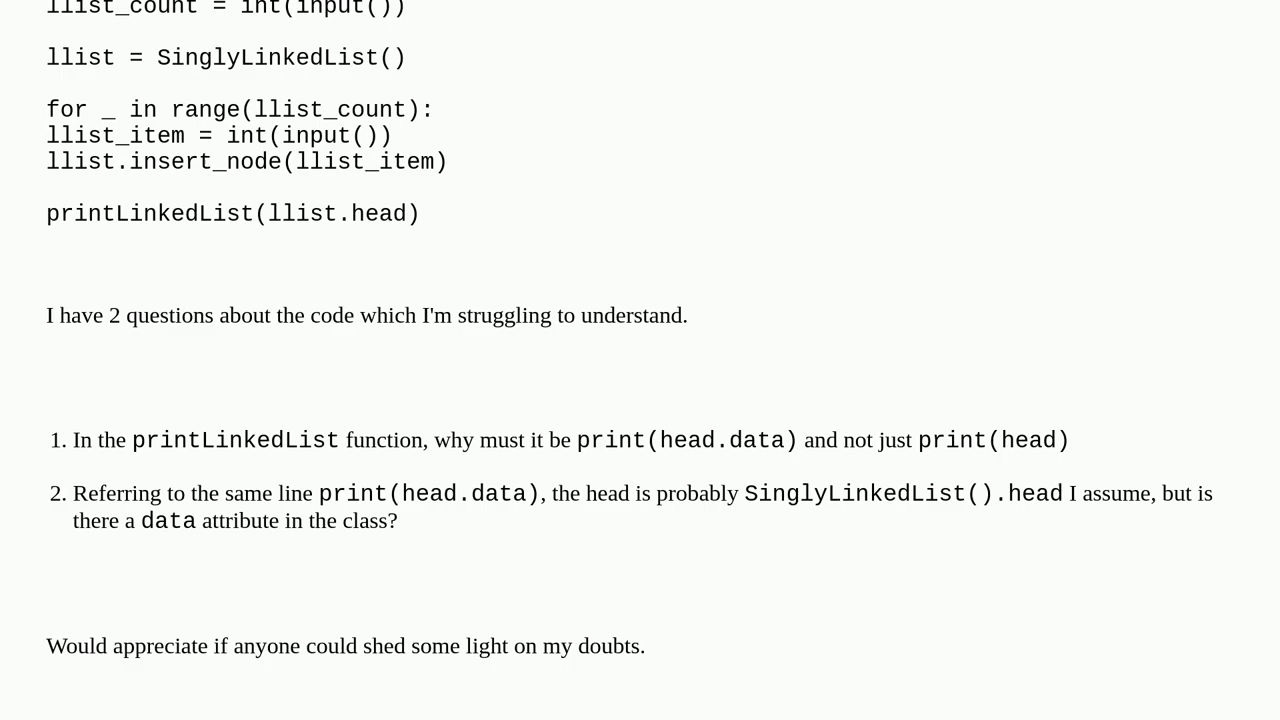 llist_count = int(input())
llist = SinglyLinkedList()
for _ in range(llist_count):
llist_item = int(input())
llist.insert_node(llist_item)
printLinkedList(llist.head)
I have 2 questions about the code which I'm struggling to understand.
1. In the printLinkedList function, why must it be print(head.data) and not just print(head)
2. Referring to the same line print(head.data), the head is probably SinglyLinkedList().head I assume, but is
there a data attribute in the class?
Would appreciate if anyone could shed some light on my doubts.